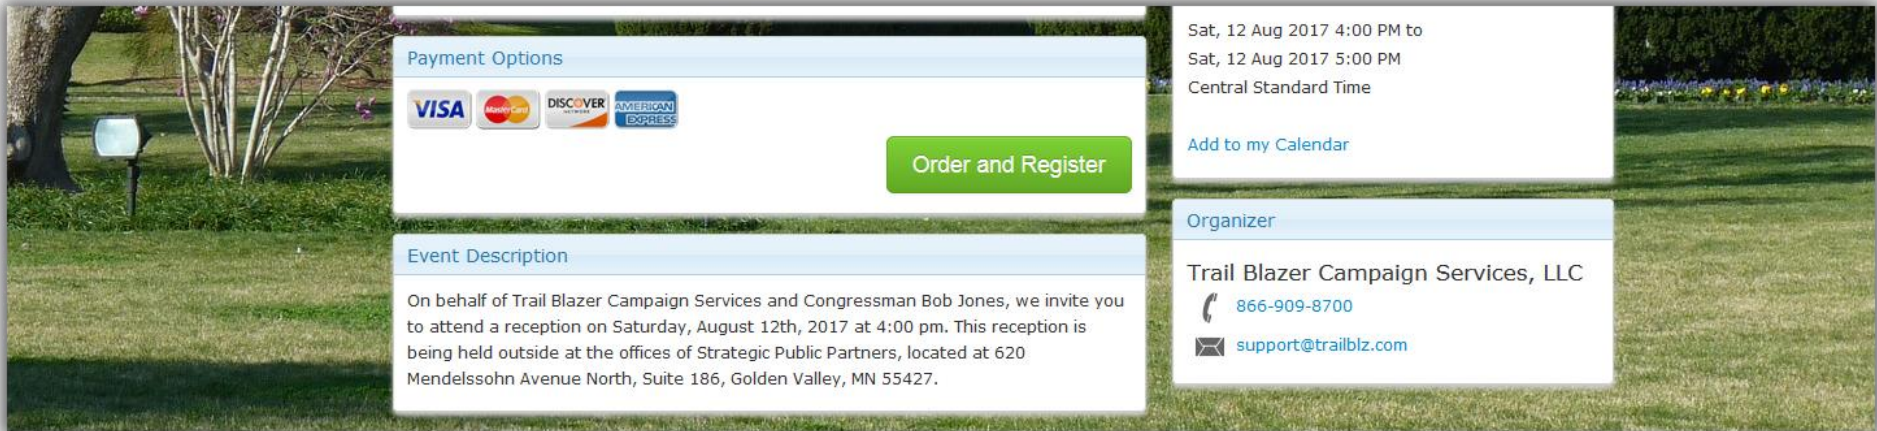 Payment Options
VISA MasterCard DISCOVER NETWORK AMERICAN EXPRESS
Order and Register
Event Description
On behalf of Trail Blazer Campaign Services and Congressman Bob Jones, we invite you
to attend a reception on Saturday, August 12th, 2017 at 4:00 pm. This reception is
being held outside at the offices of Strategic Public Partners, located at 620
Mendelssohn Avenue North, Suite 186, Golden Valley, MN 55427.
Sat, 12 Aug 2017 4:00 PM to
Sat, 12 Aug 2017 5:00 PM
Central Standard Time
Add to my Calendar
Organizer
Trail Blazer Campaign Services, LLC
866-909-8700
support@trailblz.com